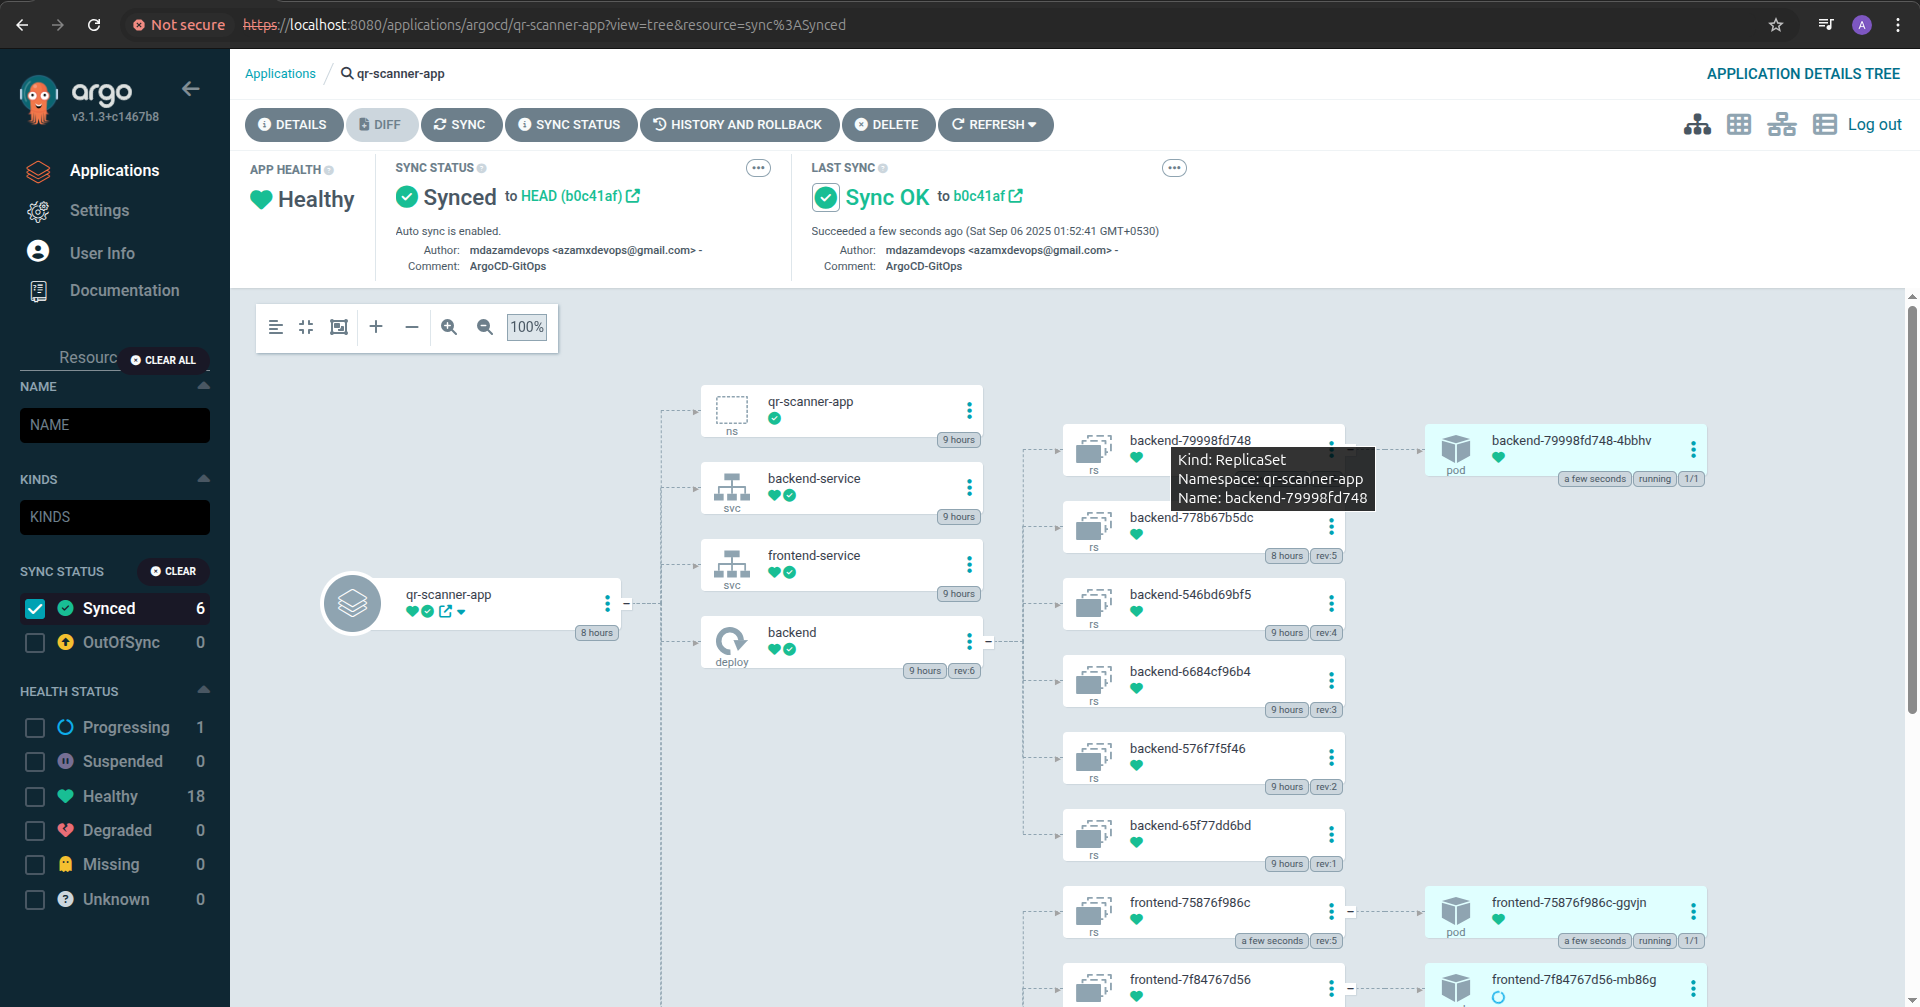 Not secure https://localhost:8080/applications/argocd/qr-scanner-app?view=tree&resource=sync%3ASynced
A
argo
v3.1.3+c1467b8
Applications
Settings
User Info
Documentation
Resourc
CLEAR ALL
NAME
NAME
KINDS
KINDS
SYNC STATUS
CLEAR
Synced 6
OutOfSync 0
HEALTH STATUS
Progressing 1
Suspended 0
Healthy 18
Degraded 0
Missing 0
Unknown 0
Applications / qr-scanner-app
APPLICATION DETAILS TREE
DETAILS
DIFF
SYNC
SYNC STATUS
HISTORY AND ROLLBACK
DELETE
REFRESH
Log out
APP HEALTH
Healthy
SYNC STATUS
Synced to HEAD (b0c41af)
Auto sync is enabled.
Author: mdazamdevops <azamxdevops@gmail.com> -
Comment: ArgoCD-GitOps
LAST SYNC
Sync OK to b0c41af
Succeeded a few seconds ago (Sat Sep 06 2025 01:52:41 GMT+0530)
Author: mdazamdevops <azamxdevops@gmail.com> -
Comment: ArgoCD-GitOps
100%
qr-scanner-app
8 hours
qr-scanner-app
ns
9 hours
backend-service
svc
9 hours
frontend-service
svc
9 hours
backend
deploy
9 hours rev:6
backend-79998fd748
rs
Kind: ReplicaSet
Namespace: qr-scanner-app
Name: backend-79998fd748
backend-778b67b5dc
rs
8 hours rev:5
backend-546bd69bf5
rs
9 hours rev:4
backend-6684cf96b4
rs
9 hours rev:3
backend-576f7f5f46
rs
9 hours rev:2
backend-65f77dd6bd
rs
9 hours rev:1
frontend-75876f986c
rs
a few seconds rev:5
frontend-7f84767d56
rs
backend-79998fd748-4bbhv
pod
a few seconds running 1/1
frontend-75876f986c-ggvjn
pod
a few seconds running 1/1
frontend-7f84767d56-mb86g